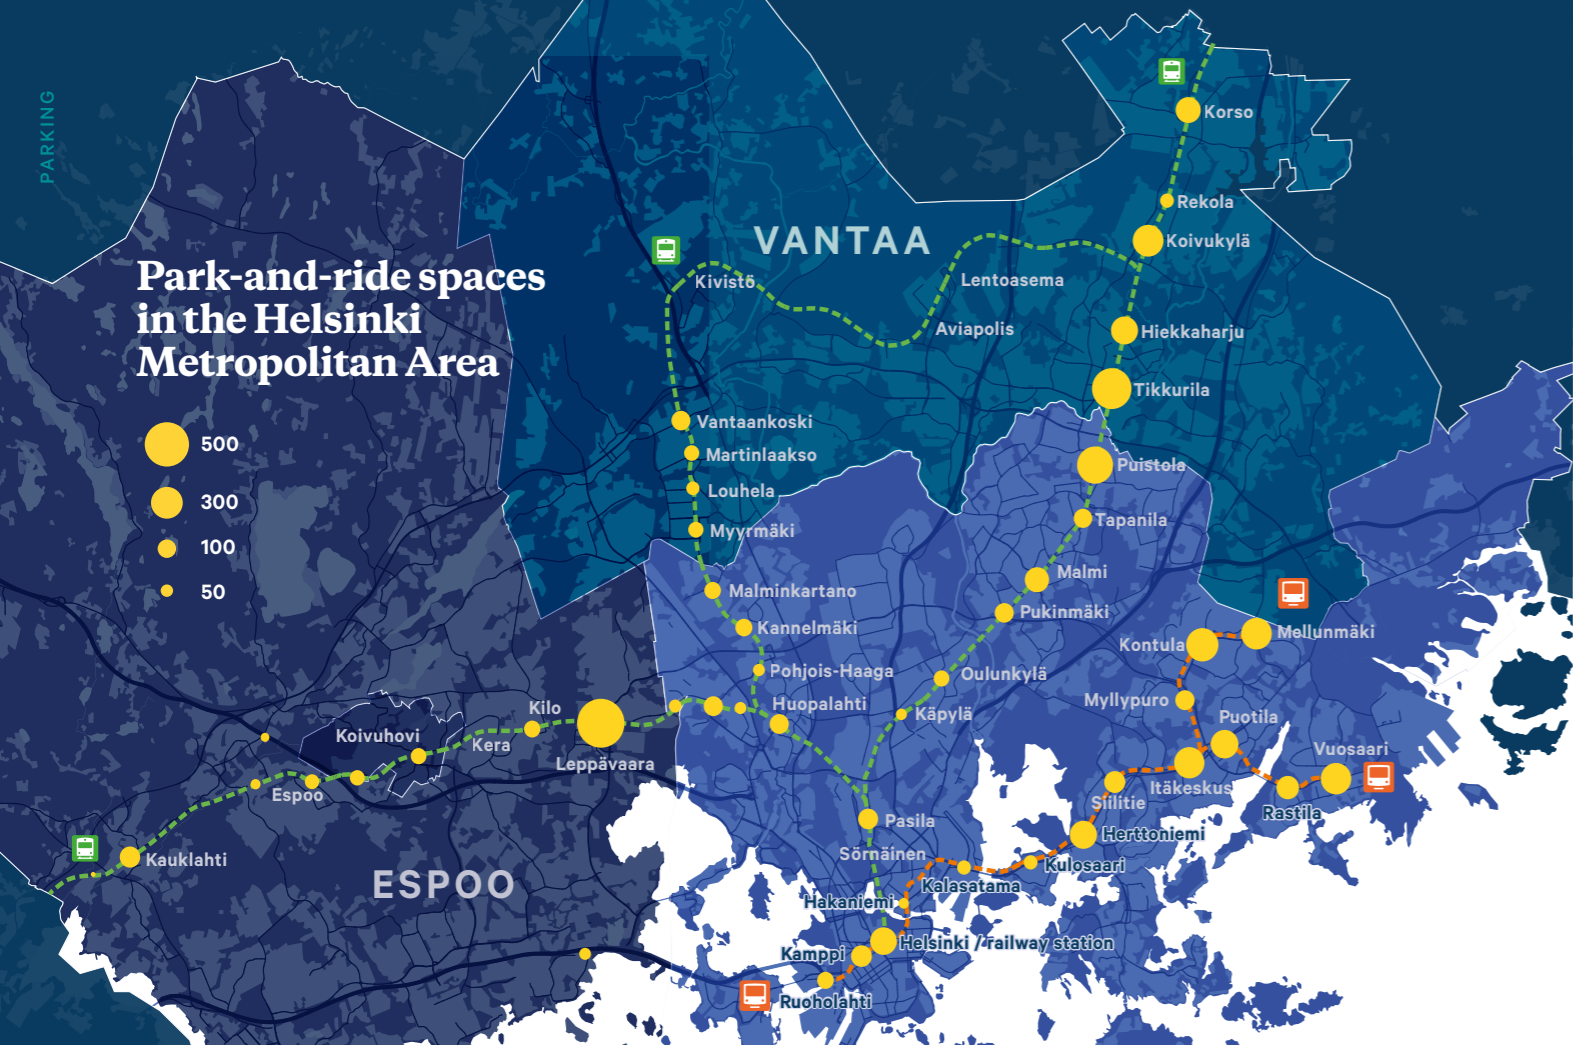 PARKING
Korso
Rekola
VANTAA
Koivukylä
Kivistö
Lentoasema
Park-and-ride spaces
in the Helsinki
Metropolitan Area
Aviapolis
Hiekkaharju
Tikkurila
500
300
100
50
Vantaankoski
Martinlaakso
Louhela
Myyrmäki
Puistola
Tapanila
Malmi
Malminkartano
Pukinmäki
Kannelmäki
Mellunmäki
Kontula
Pohjois-Haaga
Oulunkylä
Huopalahti
Myllypuro
Käpylä
Puotila
Kilo
Koivuhovi
Kera
Vuosaari
Leppävaara
Espoo
Itäkeskus
Siilitie
Rastila
Pasila
Herttoniemi
Kauklahti
Sörnäinen
Kulosaari
ESPOO
Kalasatama
Hakaniemi
Helsinki / railway station
Kamppi
Ruoholahti